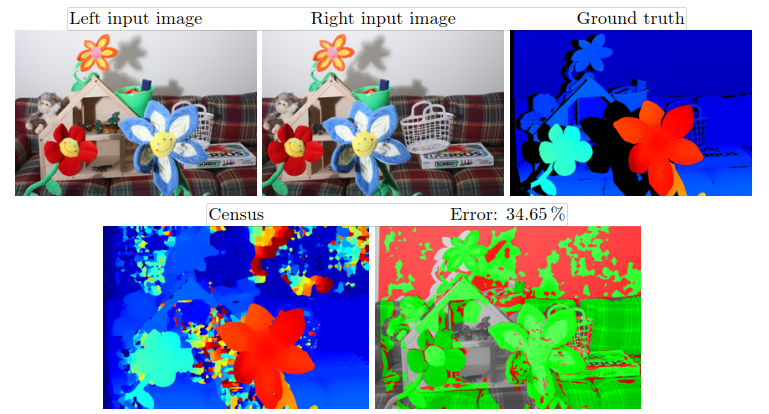 Left input image
Right input image
Ground truth
Census
Error: 34.65 %